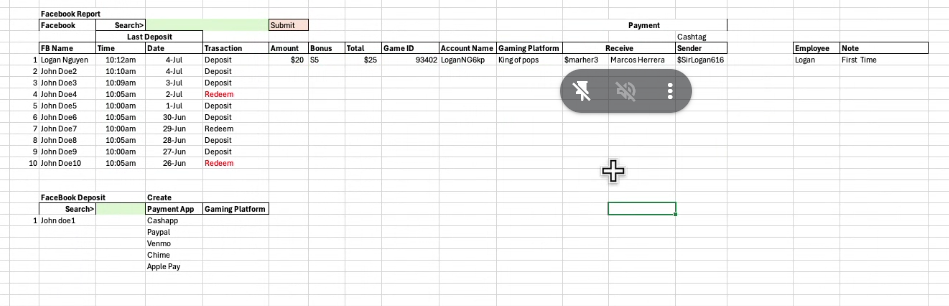 Facebook Report
Facebook Search> Submit Payment
Last Deposit Cashtag
FB Name Time Date Trasaction Amount Bonus Total Game ID Account Name Gaming Platform Receive Sender Employee Note
1 Logan Nguyen 10:12am 4-Jul Deposit $20 S5 $25 93402 LoganNG6kp King of pops $marher3 Marcos Herrera $SirLogan616 Logan First Time
2 John Doe2 10:10am 4-Jul Deposit
3 John Doe3 10:09am 3-Jul Deposit
4 John Doe4 10:05am 2-Jul Redeem
5 John Doe5 10:00am 1-Jul Deposit
6 John Doe6 10:05am 30-Jun Deposit
7 John Doe7 10:00am 29-Jun Redeem
8 John Doe8 10:05am 28-Jun Deposit
9 John Doe9 10:00am 27-Jun Deposit
10 John Doe10 10:05am 26-Jun Redeem
FaceBook Deposit Create
Search> Payment App Gaming Platform
1 John doe1 Cashapp
Paypal
Venmo
Chime
Apple Pay